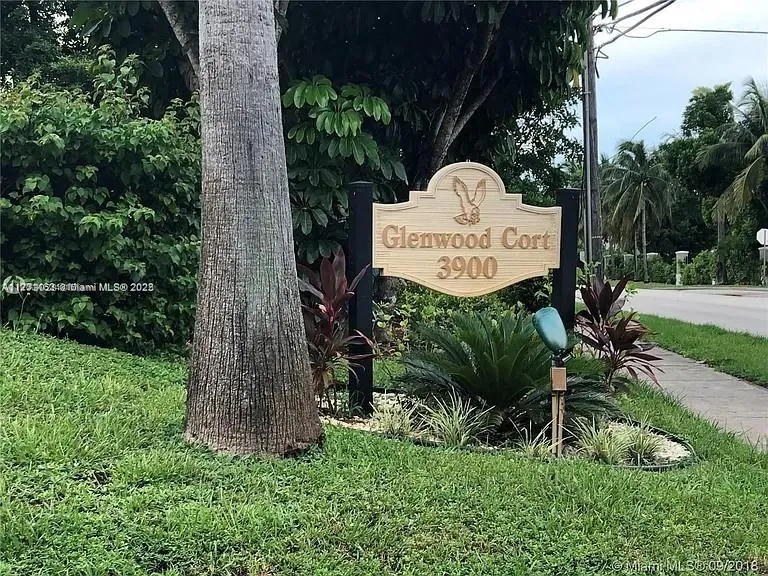 Glenwood Cort
3900
Miami MLS® 2023
©Miami MLS® 09/2018